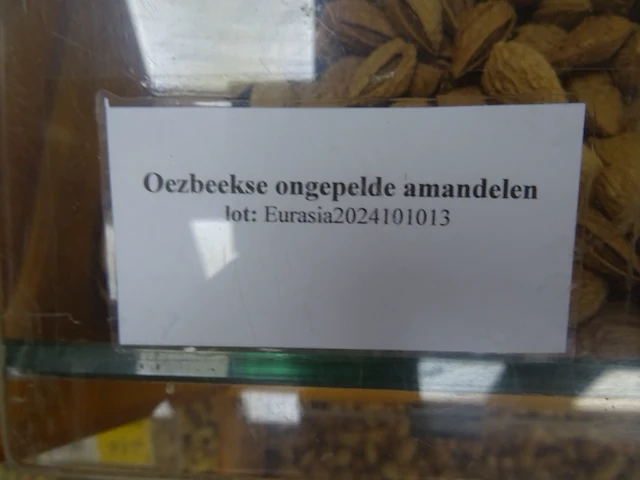 Oezbeekse ongepelde amandelen
lot: Eurasia2024101013